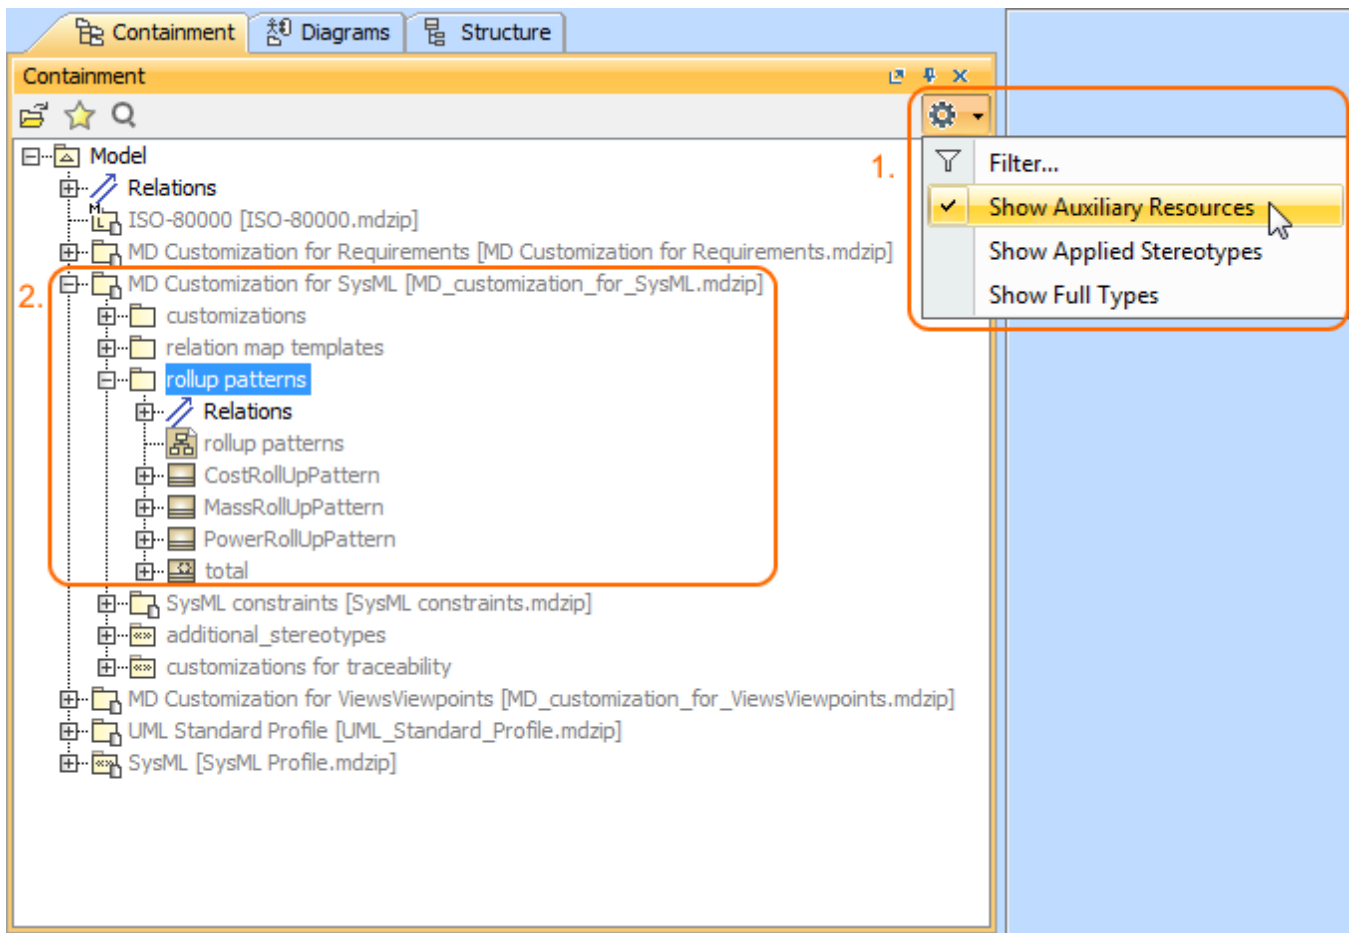 Containment
Diagrams
Structure
Containment
1.
Filter...
Show Auxiliary Resources
Show Applied Stereotypes
Show Full Types
Model
Relations
ISO-80000 [ISO-80000.mdzip]
MD Customization for Requirements [MD Customization for Requirements.mdzip]
2.
MD Customization for SysML [MD_customization_for_SysML.mdzip]
customizations
relation map templates
rollup patterns
Relations
rollup patterns
CostRollUpPattern
MassRollUpPattern
PowerRollUpPattern
total
SysML constraints [SysML constraints.mdzip]
additional_stereotypes
customizations for traceability
MD Customization for ViewsViewpoints [MD_customization_for_ViewsViewpoints.mdzip]
UML Standard Profile [UML_Standard_Profile.mdzip]
SysML [SysML Profile.mdzip]